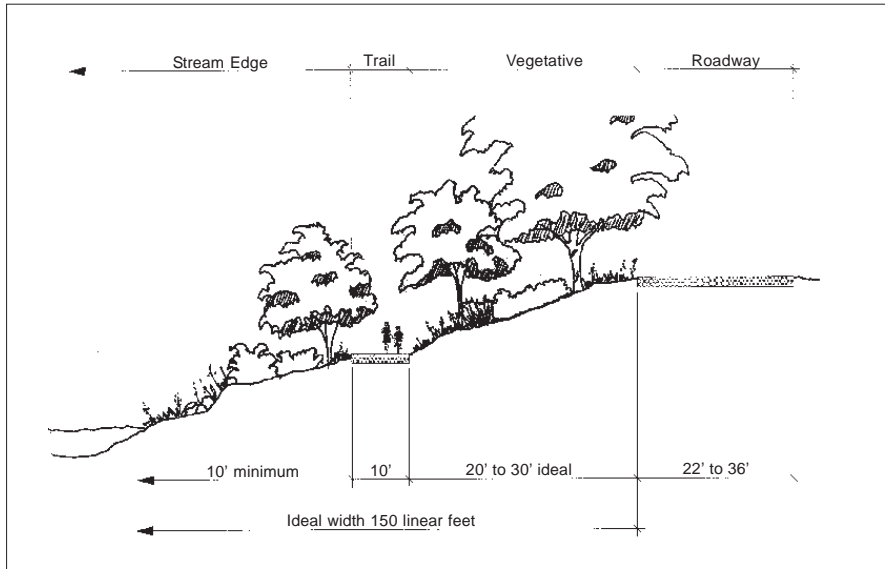 Stream Edge Trail Vegetative Roadway
10' minimum 10' 20' to 30' ideal 22' to 36'
Ideal width 150 linear feet